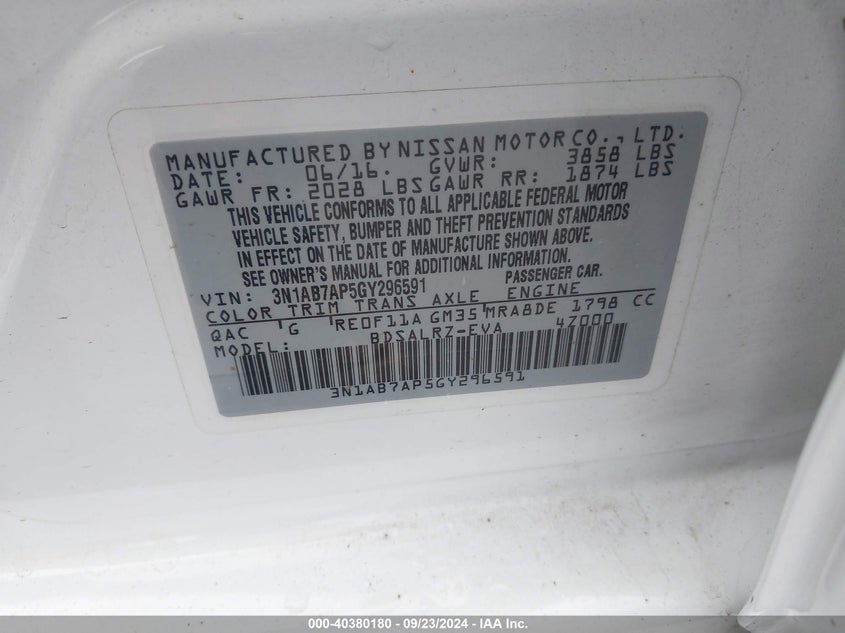 MANUFACTURED BY NISSAN MOTOR CO., LTD.
DATE: 06/16. GVWR: 3858 LBS
GAWR FR: 2028 LBS GAWR RR: 1874 LBS
THIS VEHICLE CONFORMS TO ALL APPLICABLE FEDERAL MOTOR
VEHICLE SAFETY, BUMPER AND THEFT PREVENTION STANDARDS
IN EFFECT ON THE DATE OF MANUFACTURE SHOWN ABOVE.
SEE OWNER'S MANUAL FOR ADDITIONAL INFORMATION.
VIN: 3N1AB7AP5GY296591 PASSENGER CAR.
COLOR TRIM TRANS AXLE ENGINE
QAC G RE0F11A GM35 MRA8DE 1798 CC
MODEL: BDSALRZ-EVA 4Z000
3N1AB7AP5GY296591
000-40380180 - 09/23/2024 - IAA Inc.